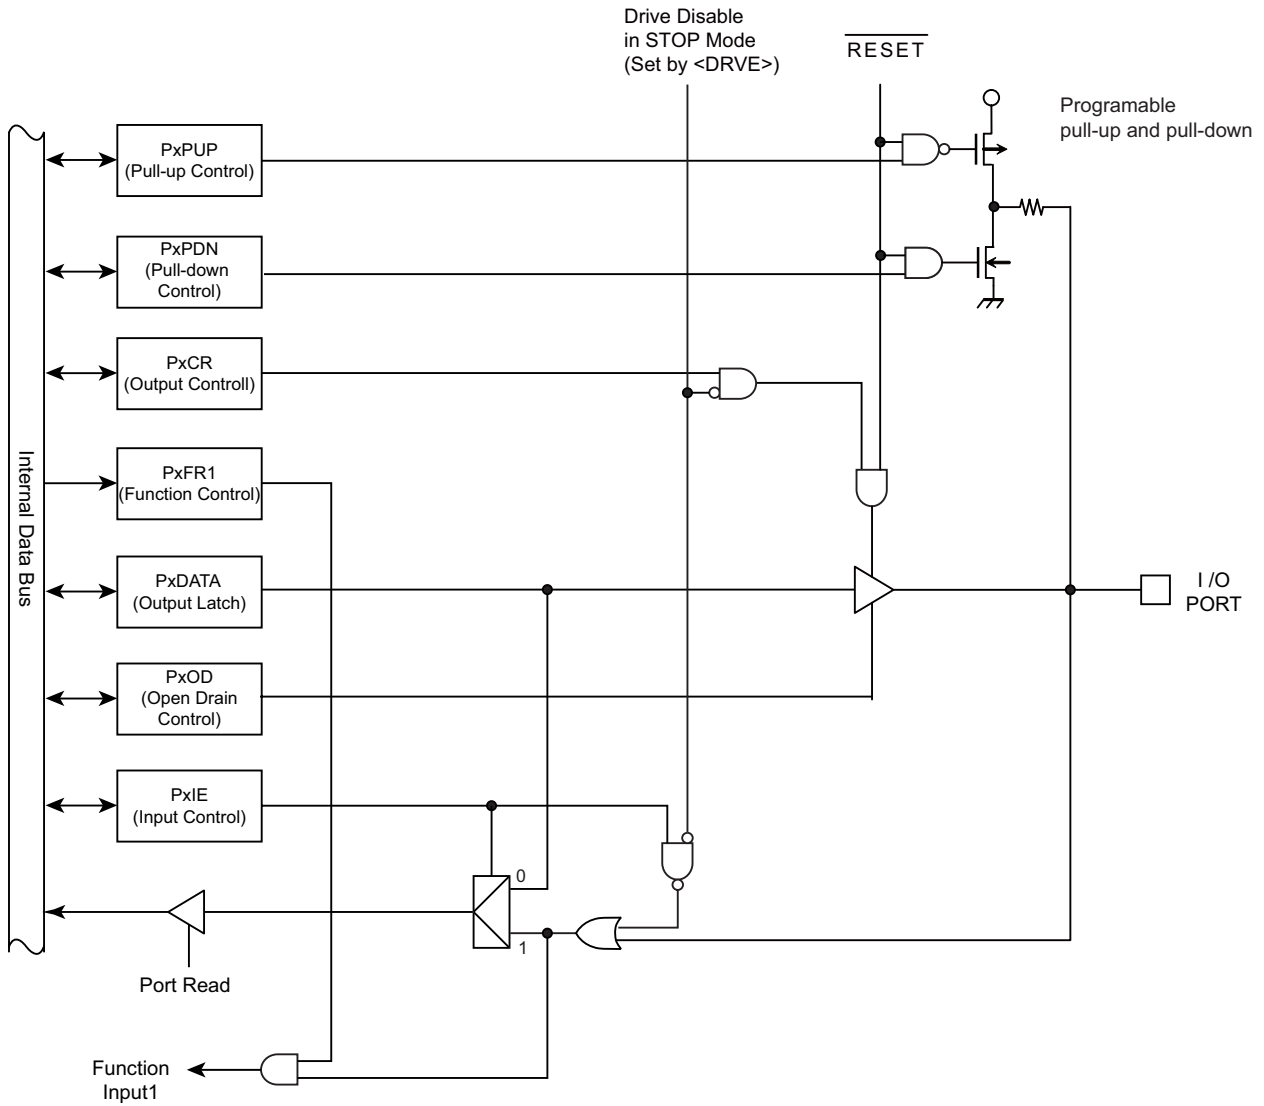 Drive Disable
in STOP Mode
(Set by <DRVE>)
RESET
Programable
pull-up and pull-down
PxPUP
(Pull-up Control)
PxPDN
(Pull-down
Control)
PxCR
(Output Controll)
PxFR1
(Function Control)
Internal Data Bus
PxDATA
(Output Latch)
I /O
PORT
PxOD
(Open Drain
Control)
PxIE
(Input Control)
0
1
Port Read
Function
Input1